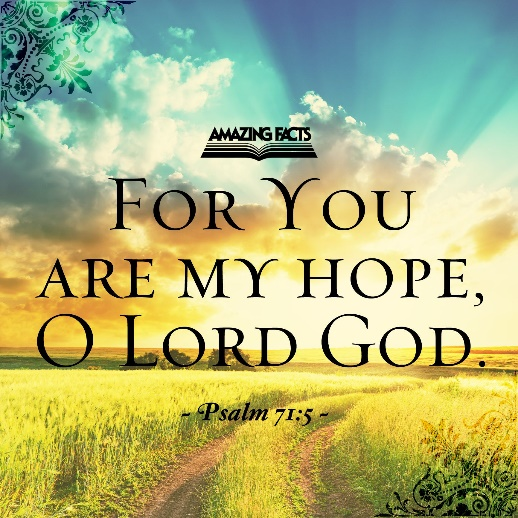 AMAZING FACTS
FOR YOU
ARE MY HOPE,
O LORD GOD.
- Psalm 71:5 -